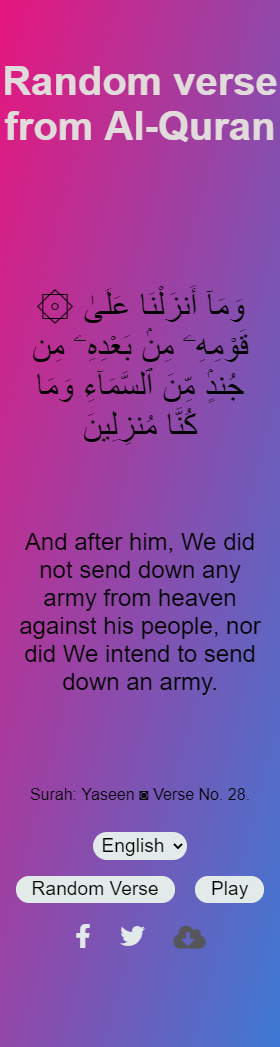 Random verse
from Al-Quran
۞ وَمَآ أَنزَلْنَا عَلَىٰ
قَوْمِهِۦ مِنۢ بَعْدِهِۦ مِن
جُندٍۢ مِّنَ ٱلسَّمَآءِ وَمَا
كُنَّا مُنزِلِينَ
And after him, We did
not send down any
army from heaven
against his people, nor
did We intend to send
down an army.
Surah: Yaseen ◙ Verse No. 28.
English
Random Verse Play